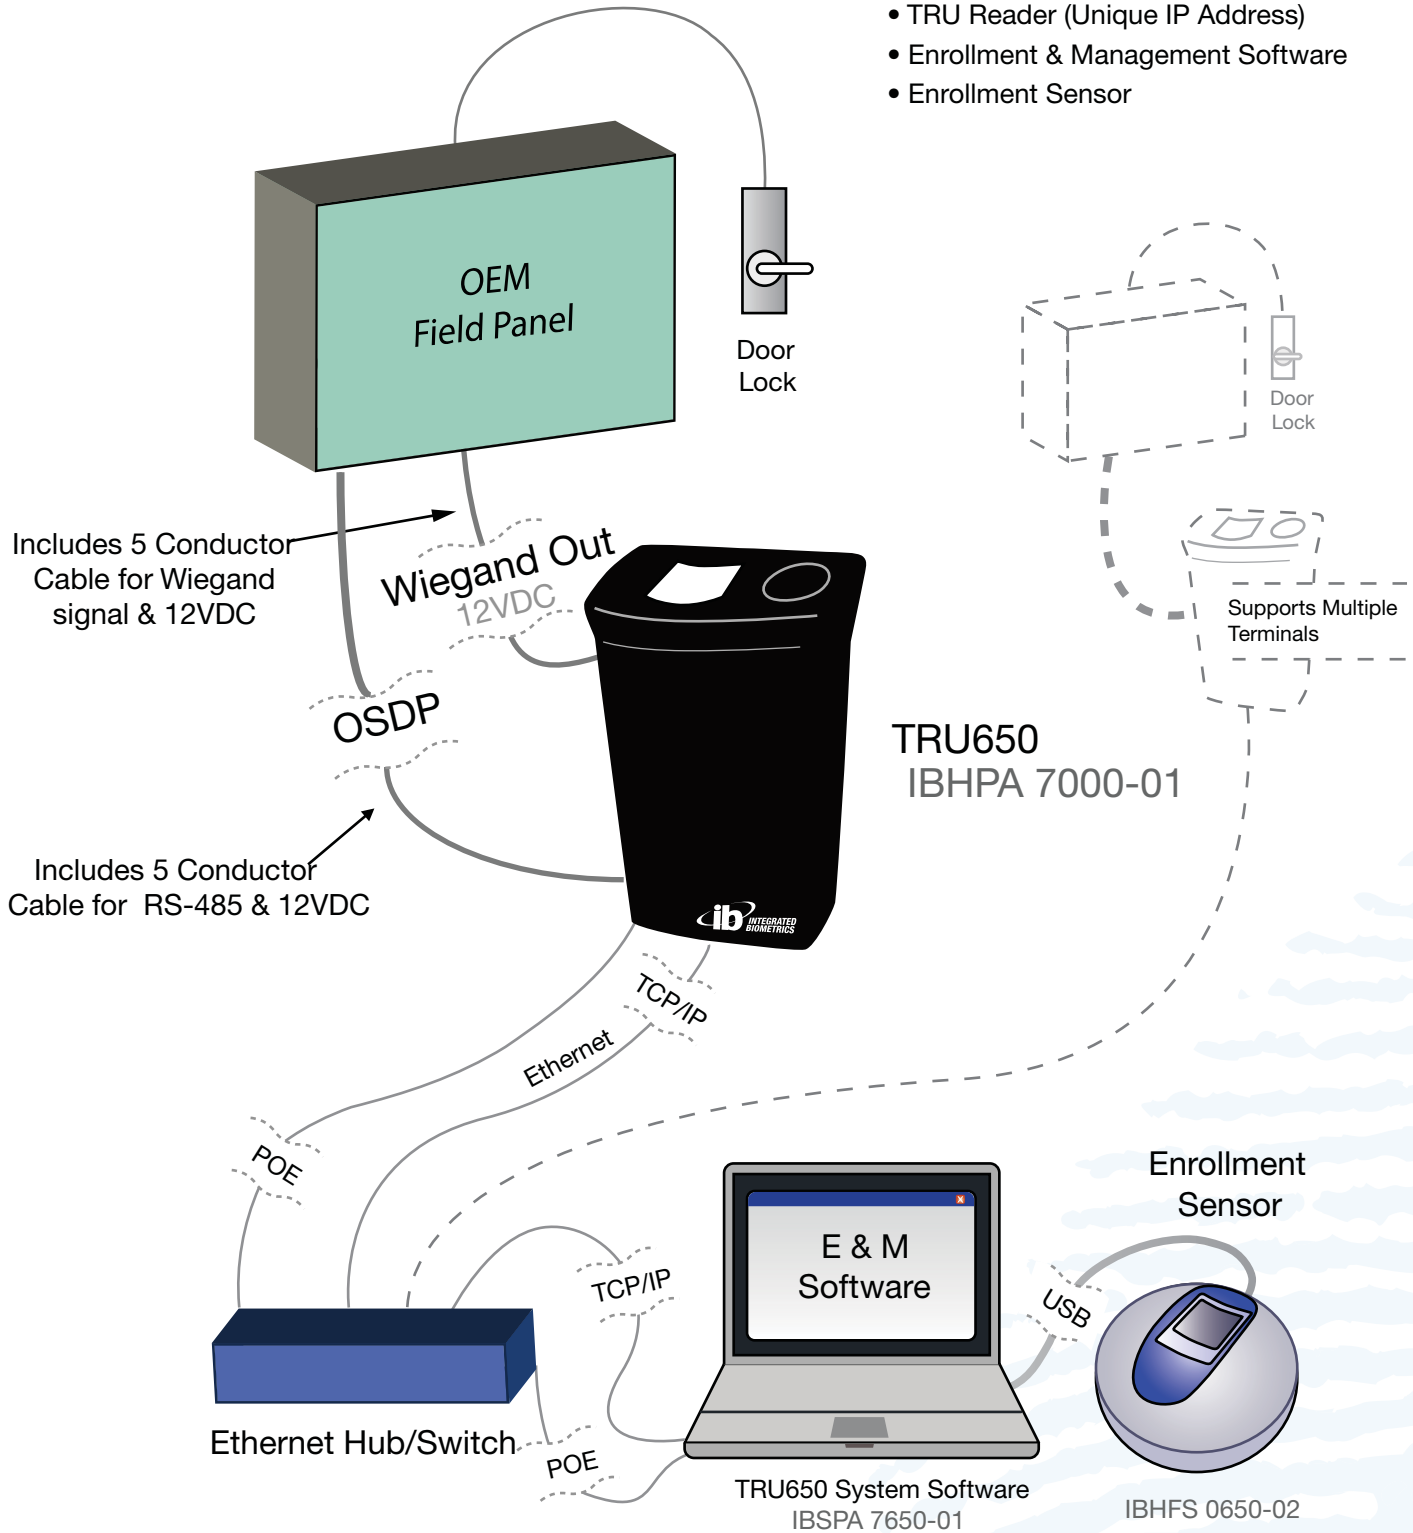 • TRU Reader (Unique IP Address)
• Enrollment & Management Software
• Enrollment Sensor
OEM
Field Panel
Door
Lock
Door
Lock
Includes 5 Conductor
Cable for Wiegand
signal & 12VDC
Wiegand Out
12VDC
Supports Multiple
Terminals
OSDP
TRU650
IBHPA 7000-01
Includes 5 Conductor
Cable for RS-485 & 12VDC
ib INTEGRATED
BIOMETRICS
TCP/IP
Ethernet
POE
Enrollment
Sensor
E & M
Software
TCP/IP
USB
Ethernet Hub/Switch
POE
TRU650 System Software
IBSPA 7650-01
IBHFS 0650-02